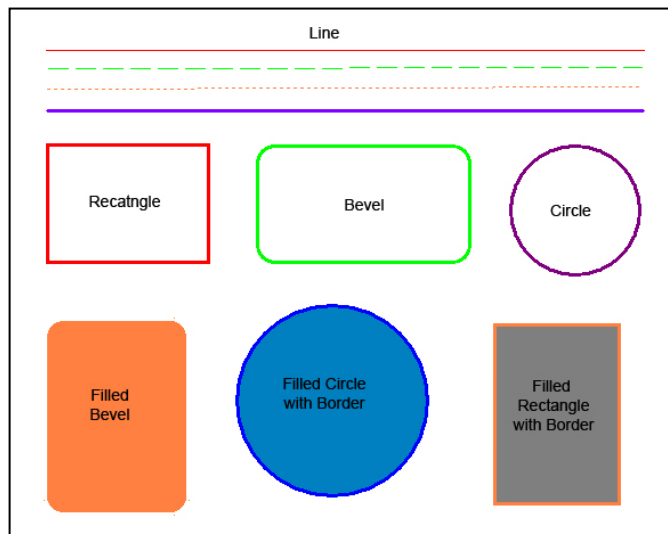 Line
Recatngle
Bevel
Circle
Filled
Bevel
Filled Circle
with Border
Filled
Rectangle
with Border